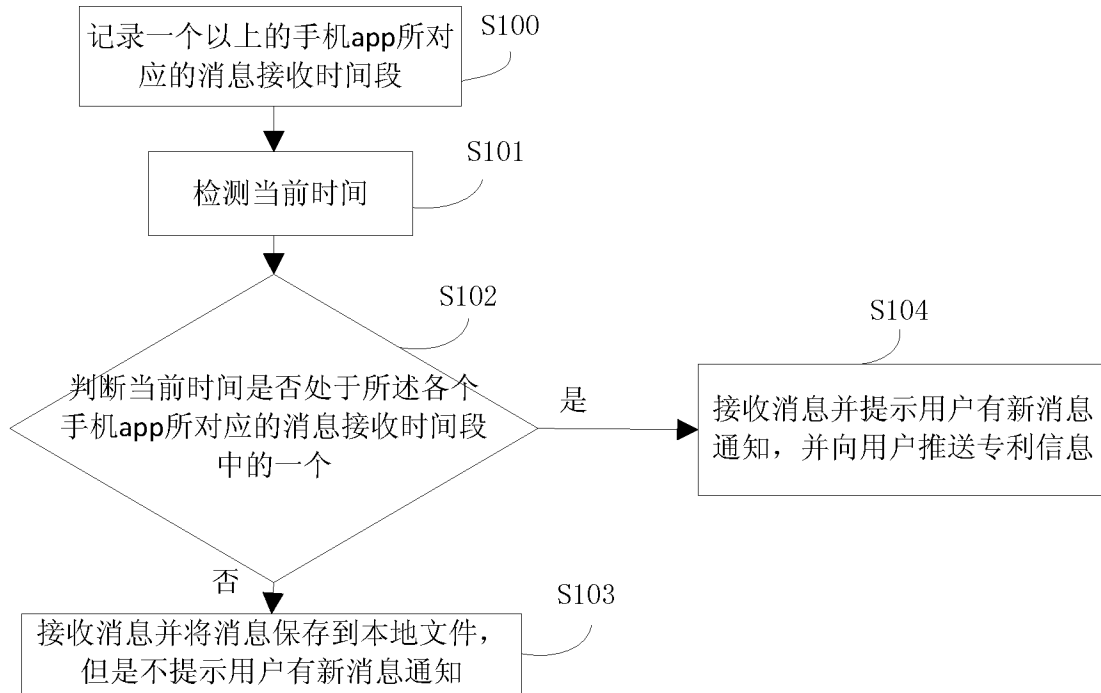 记录一个以上的手机app所对
应的消息接收时间段
S100
检测当前时间
S101
判断当前时间是否处于所述各个
手机app所对应的消息接收时间段
中的一个
S102
是
接收消息并提示用户有新消息
通知，并向用户推送专利信息
S104
否
接收消息并将消息保存到本地文件，
但是不提示用户有新消息通知
S103